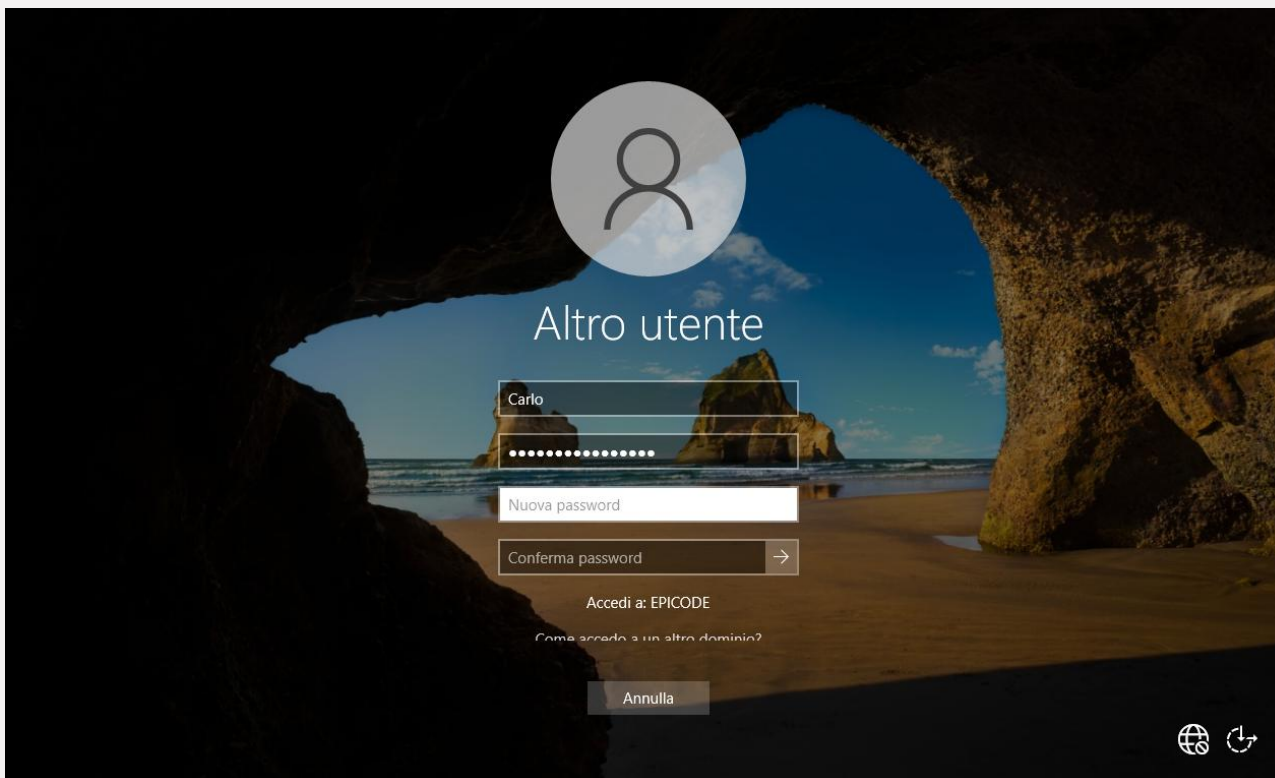 Altro utente
Carlo
Nuova password
Conferma password
Accedi a: EPICODE
Come accedo a un altro dominio?
Annulla